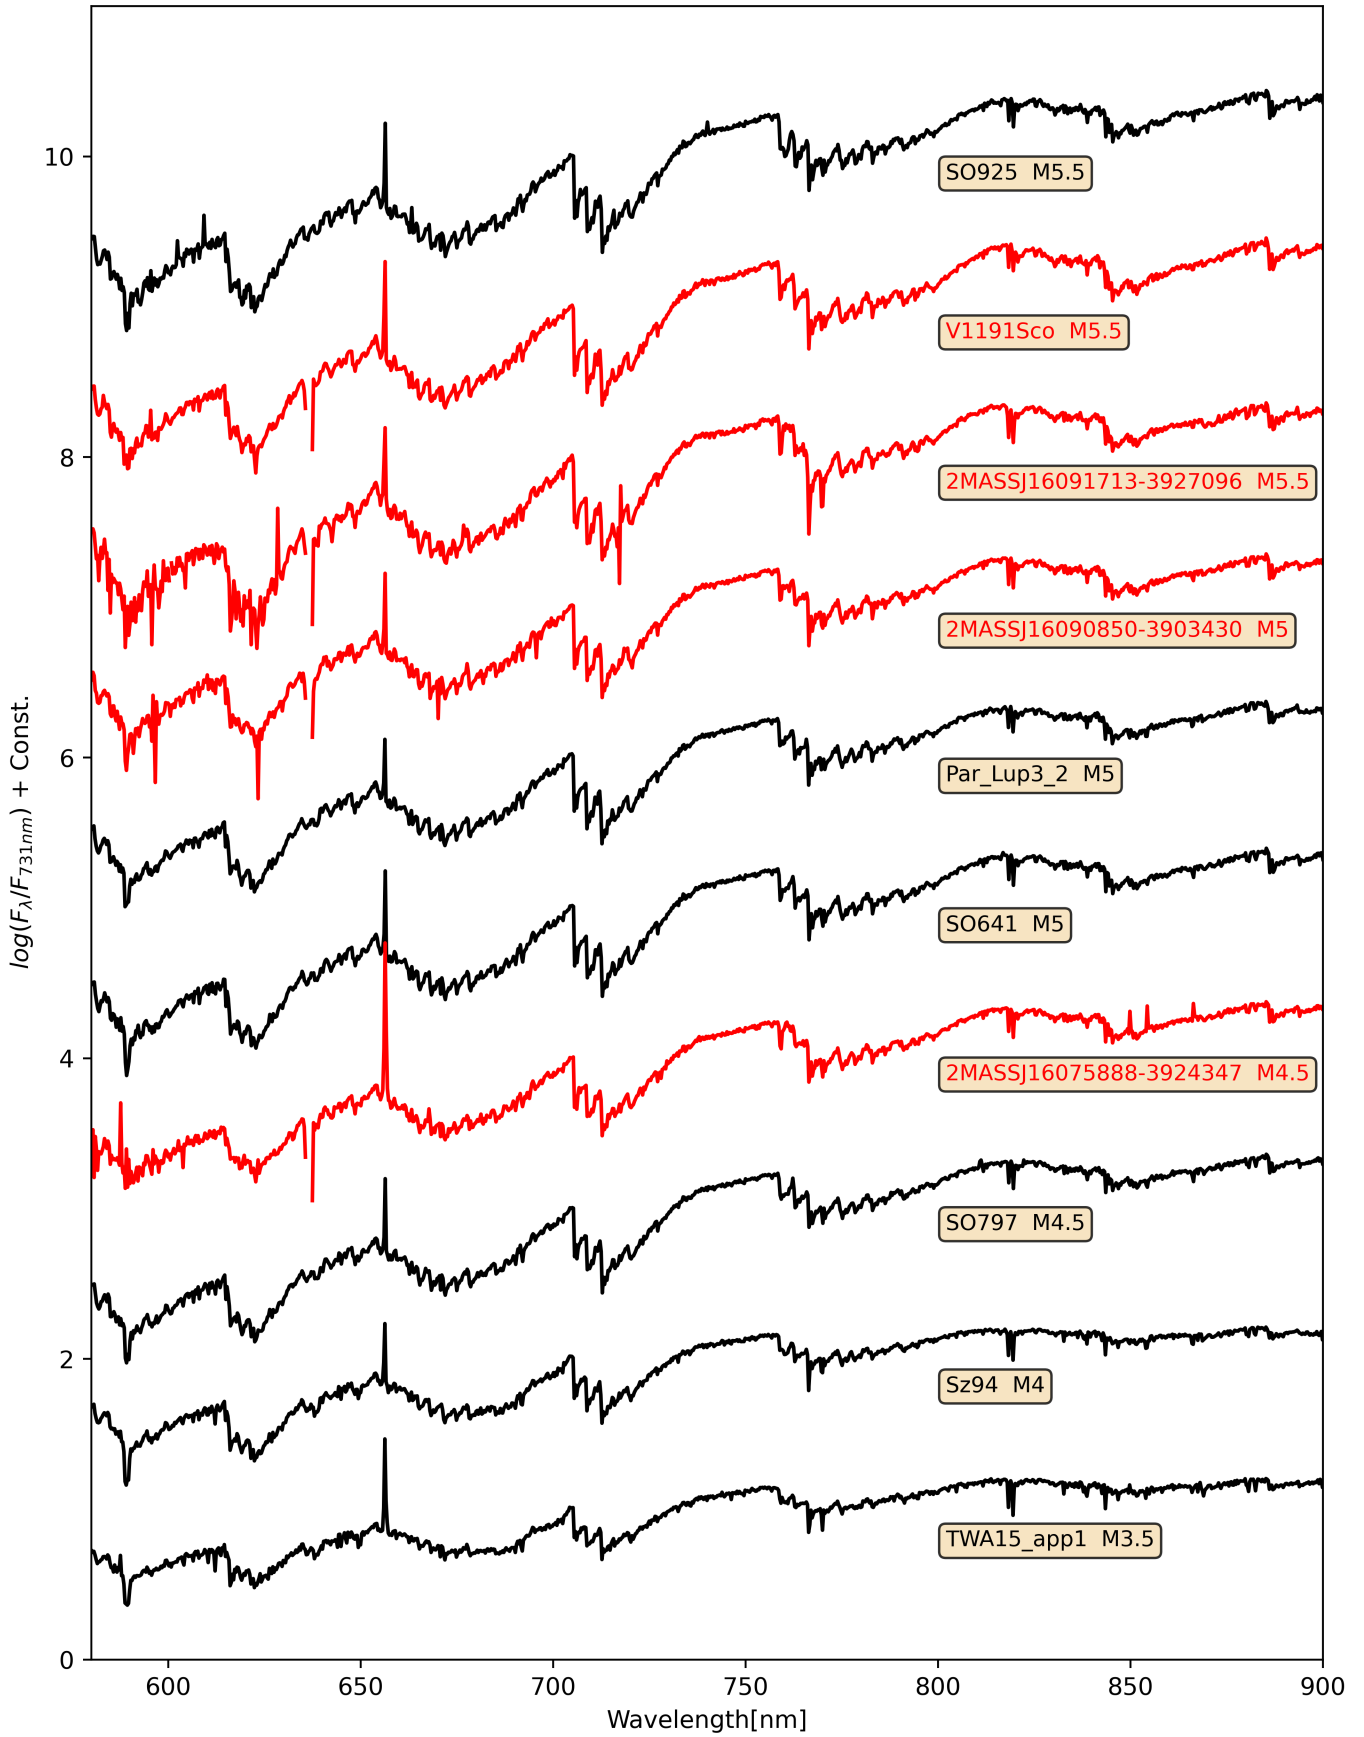 10
8
6
4
2
0
log(F_λ/F_731nm) + Const.
SO925 M5.5
V1191Sco M5.5
2MASSJ16091713-3927096 M5.5
2MASSJ16090850-3903430 M5
Par_Lup3_2 M5
SO641 M5
2MASSJ16075888-3924347 M4.5
SO797 M4.5
Sz94 M4
TWA15_app1 M3.5
600 650 700 750 800 850 900
Wavelength[nm]